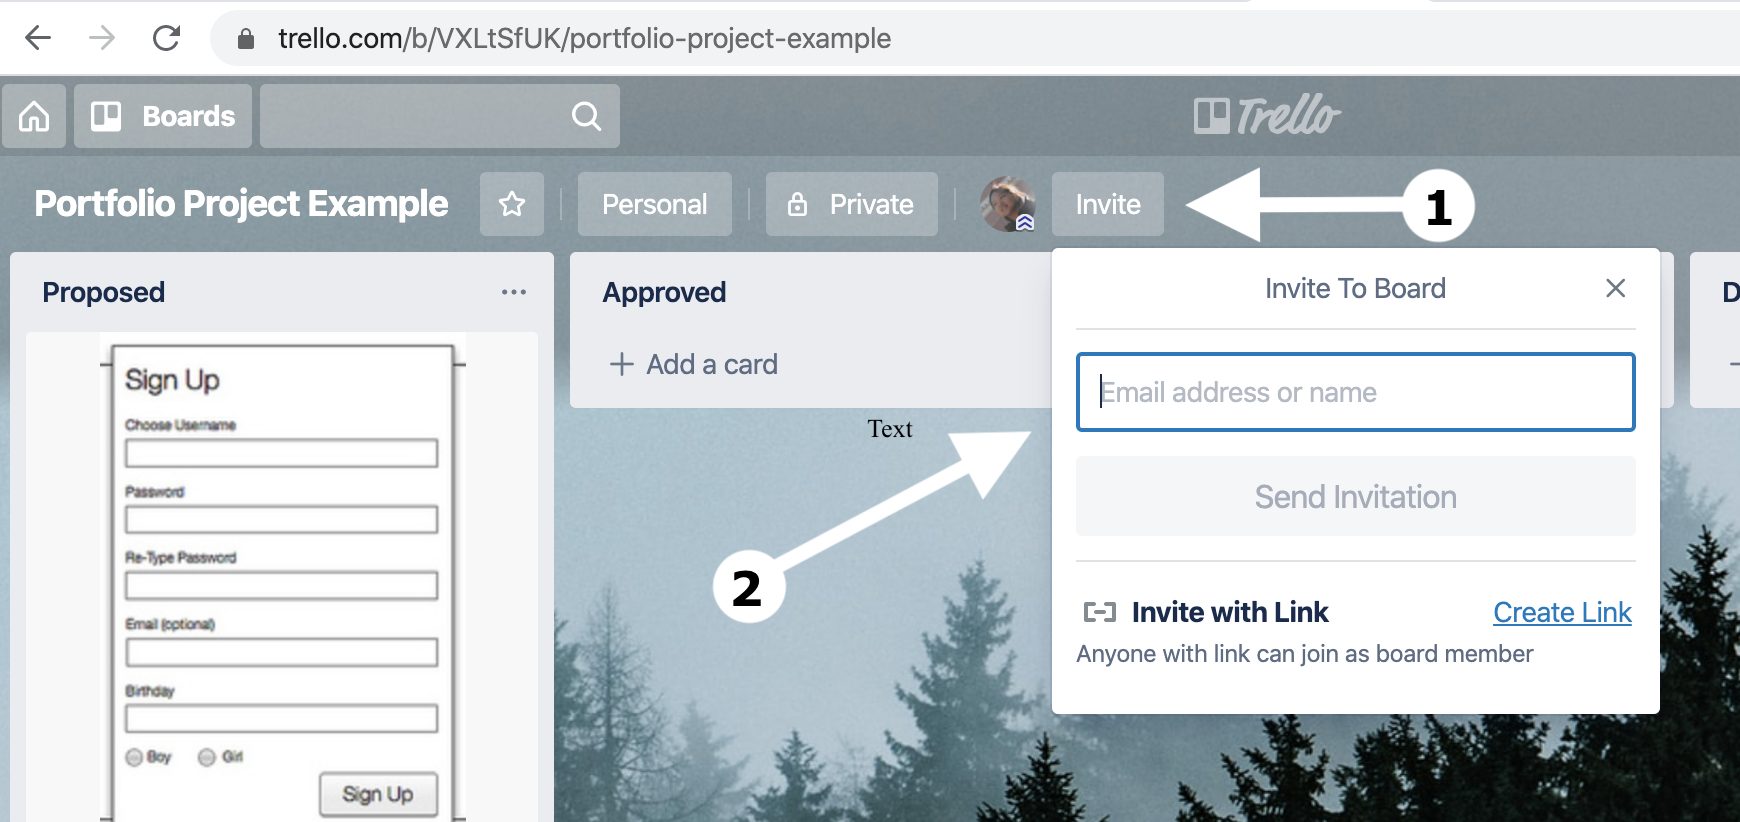 trello.com/b/VXLtSfUK/portfolio-project-example
Boards
Trello
Portfolio Project Example
Personal
Private
Invite
1
Proposed
Approved
Add a card
D
Invite To Board
Email address or name
Send Invitation
Invite with Link
Create Link
Anyone with link can join as board member
Text
2
Sign Up
Choose Username
Password
Re-Type Password
Email (optional)
Birthday
Boy
Girl
Sign Up